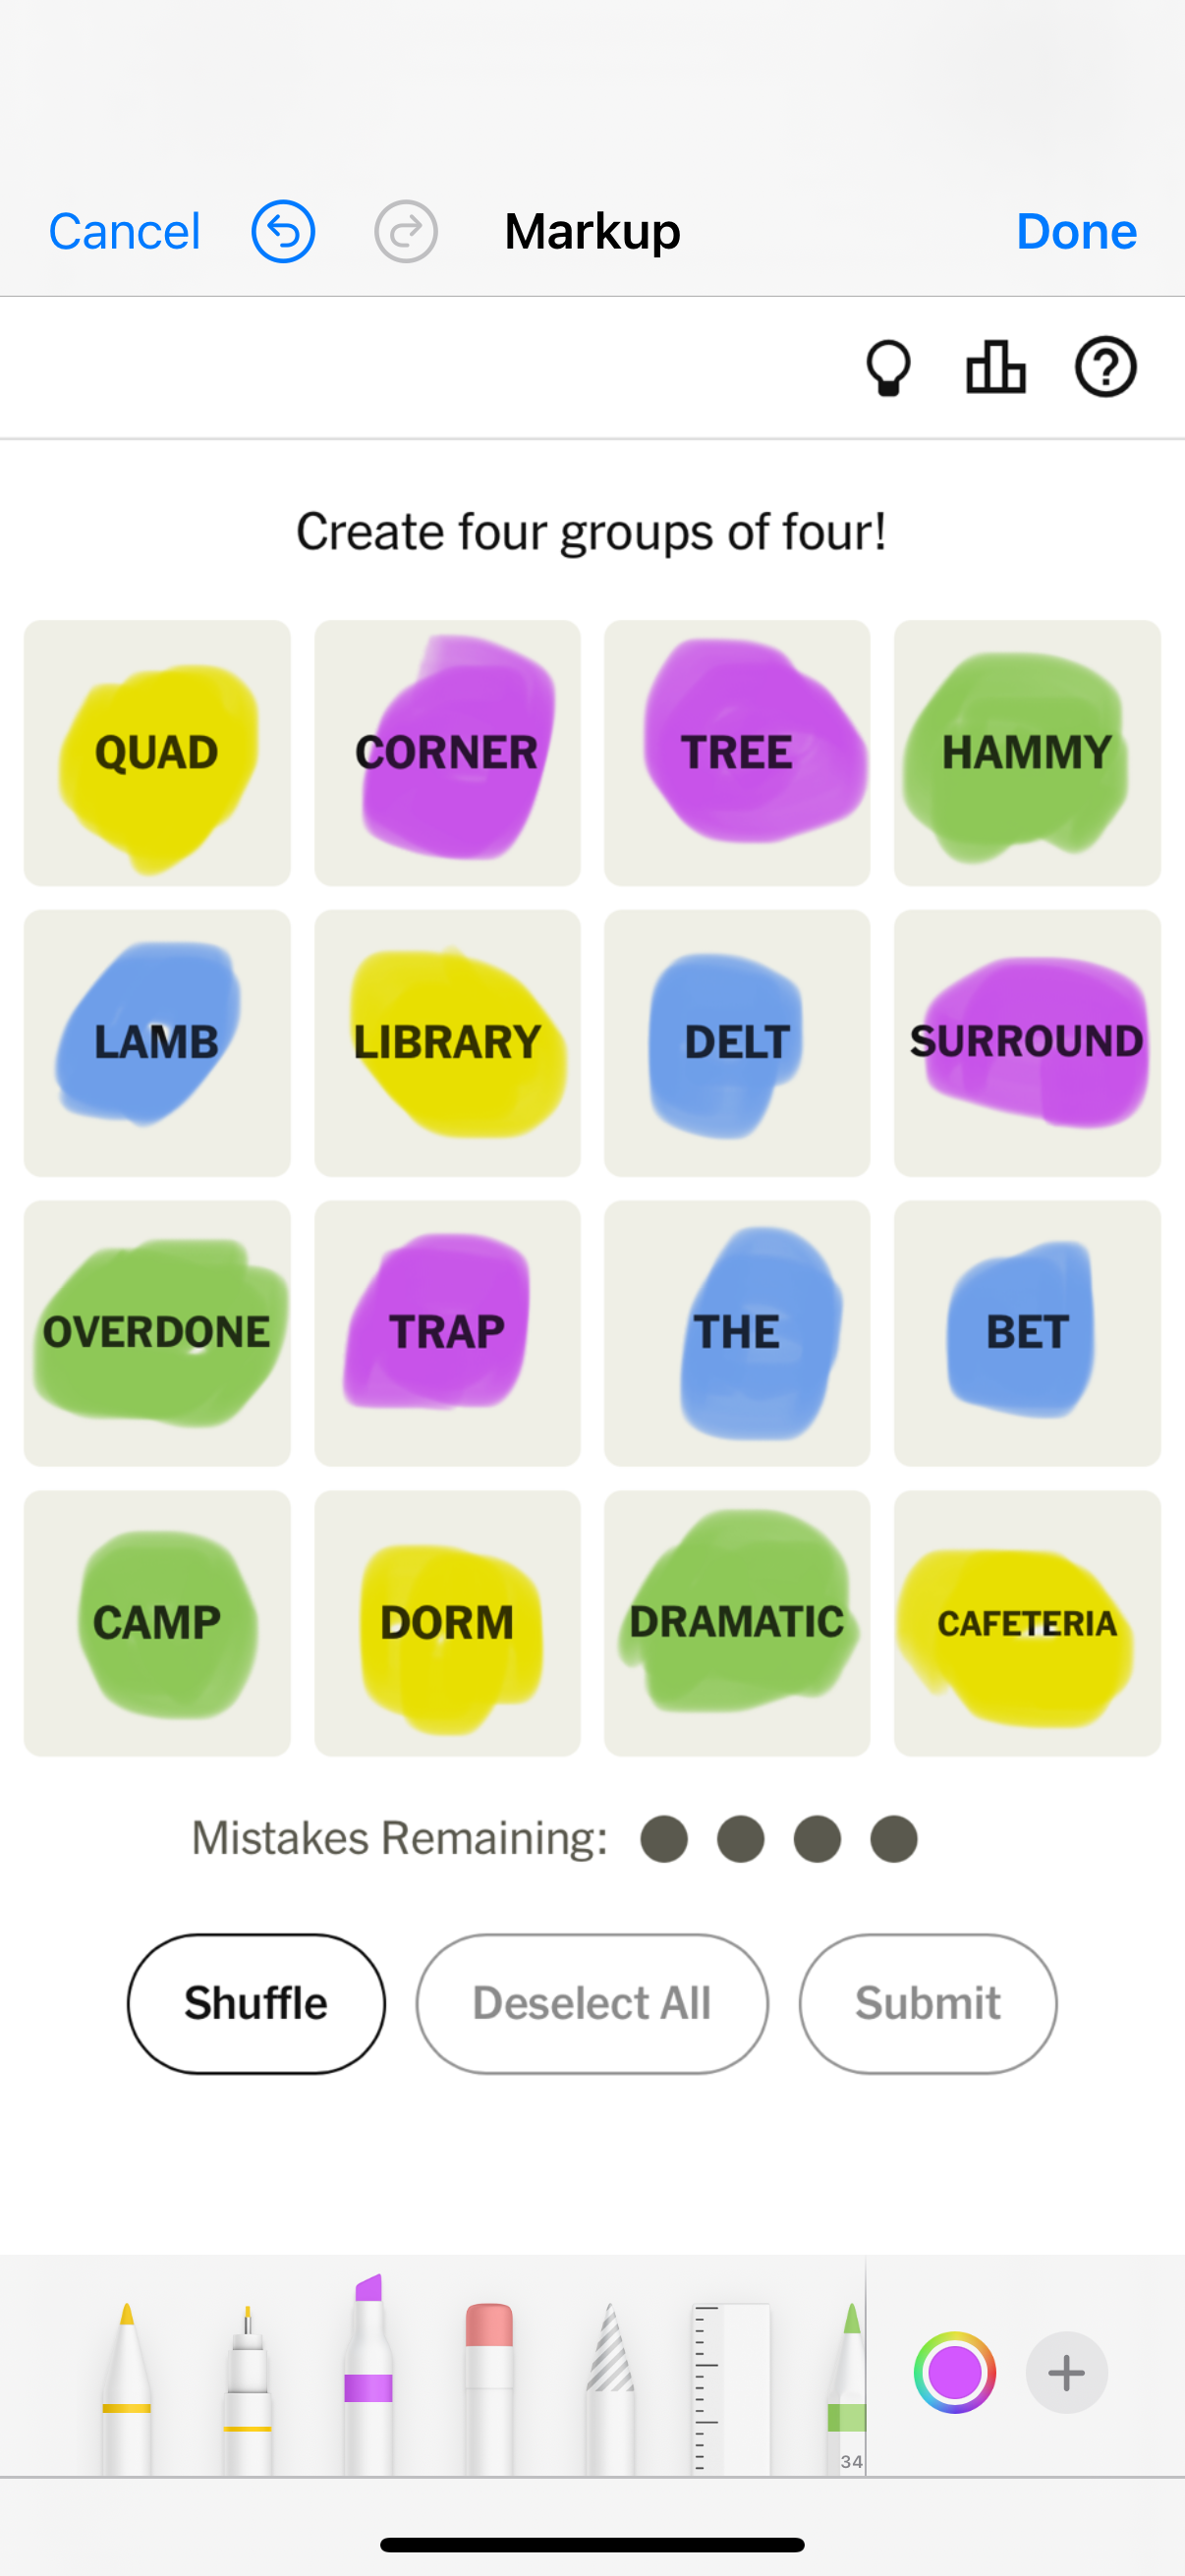 Cancel Markup Done
Create four groups of four!
QUAD CORNER TREE HAMMY
LAMB LIBRARY DELT SURROUND
OVERDONE TRAP THE BET
CAMP DORM DRAMATIC CAFETERIA
Mistakes Remaining:
Shuffle Deselect All Submit
34